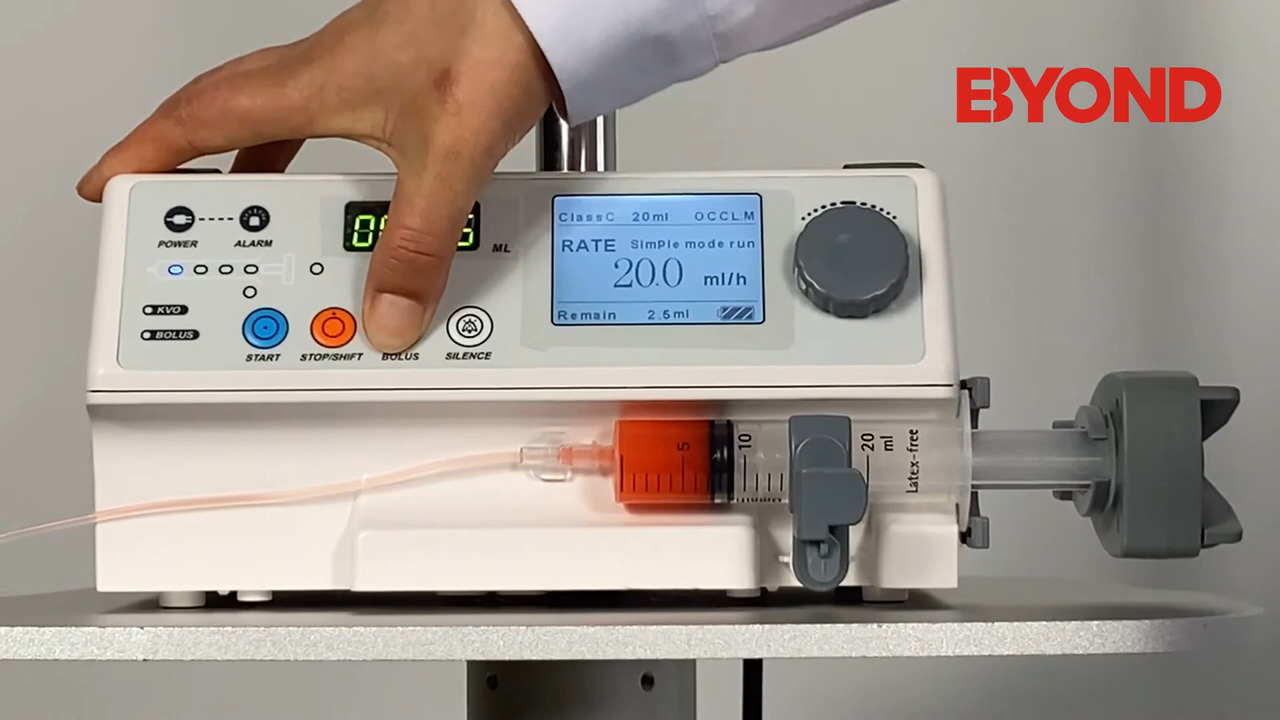 BYOND
POWER
ALARM
ML
KVO
BOLUS
START
STOP/SHIFT
BOLUS
SILENCE
ClassC 20ml OCCL.M
RATE Simple mode run
20.0 ml/h
Remain 2.5ml
5
10
20
ml
Latex-free